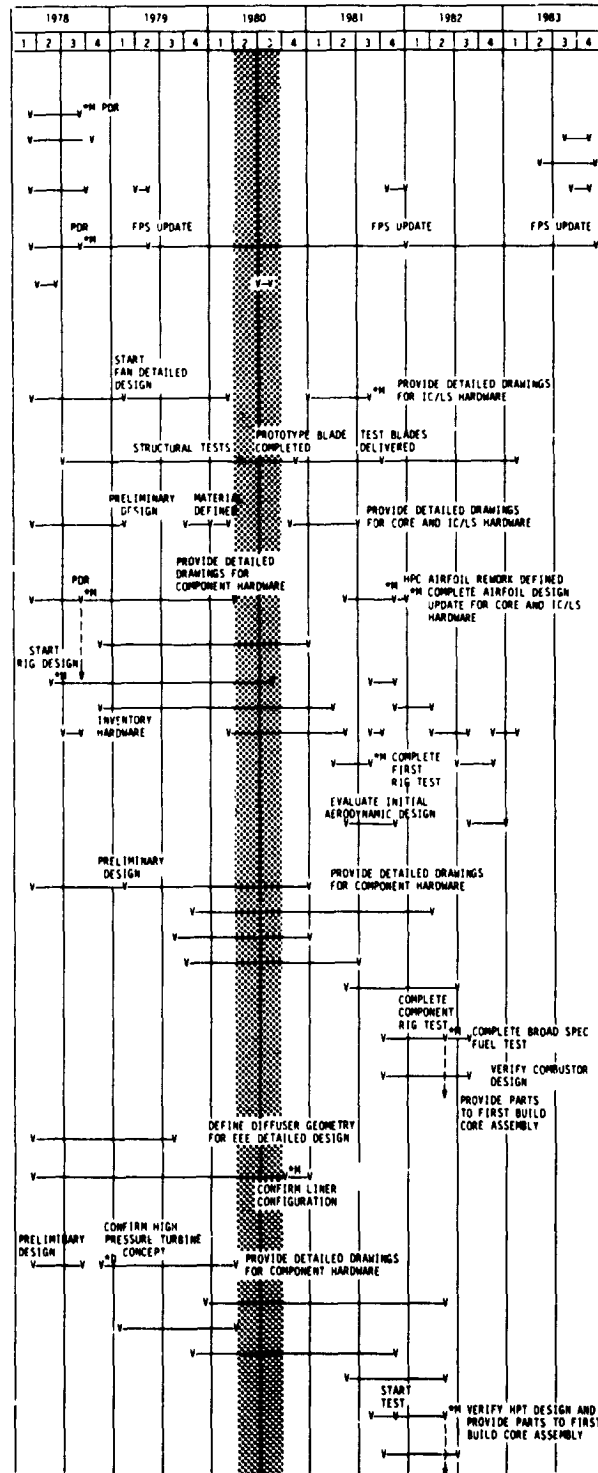 1978 1979 1980 1981 1982 1983
1 2 3 4 1 2 3 4 1 2 3 4 1 2 3 4 1 2 3 4 1 2 3 4
*M PDR
PDR
*M
FPS UPDATE
FPS UPDATE
FPS UPDATE
START
FAN DETAILED
DESIGN
*M PROVIDE DETAILED DRAWINGS
FOR IC/LS HARDWARE
STRUCTURAL TESTS
PROTOTYPE BLADE
COMPLETED
TEST BLADES
DELIVERED
PRELIMINARY
DESIGN
MATERIAL
DEFINED
PROVIDE DETAILED DRAWINGS
FOR CORE AND IC/LS HARDWARE
PROVIDE DETAILED
DRAWINGS FOR
COMPONENT HARDWARE
PDR
*M
*M
HPC AIRFOIL REWORK DEFINED
*M COMPLETE AIRFOIL DESIGN
UPDATE FOR CORE AND IC/LS
HARDWARE
START
RIG DESIGN
*M
INVENTORY
HARDWARE
*M COMPLETE
FIRST
RIG TEST
EVALUATE INITIAL
AERODYNAMIC DESIGN
PRELIMINARY
DESIGN
PROVIDE DETAILED DRAWINGS
FOR COMPONENT HARDWARE
COMPLETE
COMPONENT
RIG TEST
*M COMPLETE BROAD SPEC
FUEL TEST
VERIFY COMBUSTOR
DESIGN
PROVIDE PARTS
TO FIRST BUILD
CORE ASSEMBLY
DEFINE DIFFUSER GEOMETRY
FOR EEE DETAILED DESIGN
*M
CONFIRM LINER
CONFIGURATION
PRELIMINARY
DESIGN
CONFIRM HIGH
PRESSURE TURBINE
CONCEPT
*D
PROVIDE DETAILED DRAWINGS
FOR COMPONENT HARDWARE
START
TEST
*M VERIFY HPT DESIGN AND
PROVIDE PARTS TO FIRST
BUILD CORE ASSEMBLY